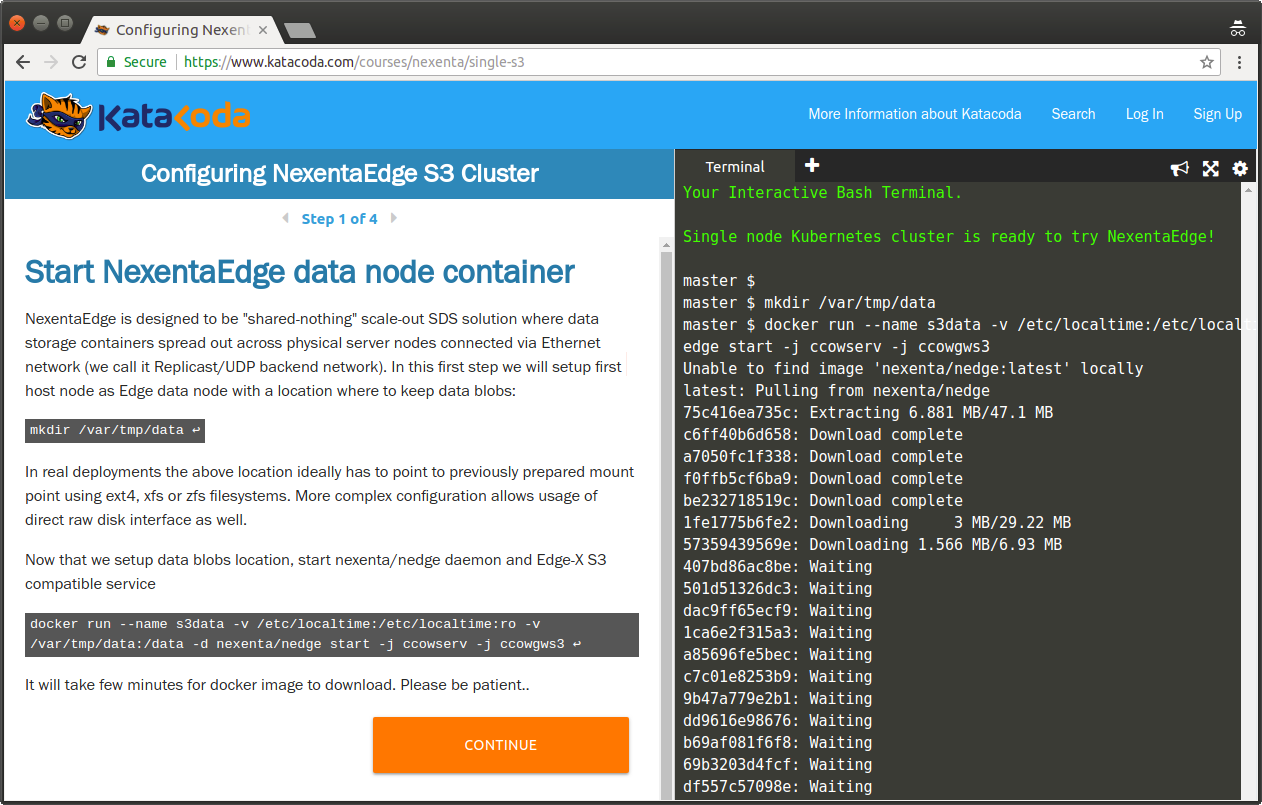 Configuring Nexen
Secure https://www.katacoda.com/courses/nexenta/single-s3
KataKoda
More Information about Katacoda Search Log In Sign Up
Configuring NexentaEdge S3 Cluster
Step 1 of 4
Start NexentaEdge data node container
NexentaEdge is designed to be "shared-nothing" scale-out SDS solution where data
storage containers spread out across physical server nodes connected via Ethernet
network (we call it Replicast/UDP backend network). In this first step we will setup first
host node as Edge data node with a location where to keep data blobs:
mkdir /var/tmp/data ↩
In real deployments the above location ideally has to point to previously prepared mount
point using ext4, xfs or zfs filesystems. More complex configuration allows usage of
direct raw disk interface as well.
Now that we setup data blobs location, start nexenta/nedge daemon and Edge-X S3
compatible service
docker run --name s3data -v /etc/localtime:/etc/localtime:ro -v
/var/tmp/data:/data -d nexenta/nedge start -j ccowserv -j ccowgws3 ↩
It will take few minutes for docker image to download. Please be patient..
CONTINUE
Terminal +
Your Interactive Bash Terminal.
Single node Kubernetes cluster is ready to try NexentaEdge!
master $
master $ mkdir /var/tmp/data
master $ docker run --name s3data -v /etc/localtime:/etc/localt
edge start -j ccowserv -j ccowgws3
Unable to find image 'nexenta/nedge:latest' locally
latest: Pulling from nexenta/nedge
75c416ea735c: Extracting 6.881 MB/47.1 MB
c6ff40b6d658: Download complete
a7050fc1f338: Download complete
f0ffb5cf6ba9: Download complete
be232718519c: Download complete
1fe1775b6fe2: Downloading     3 MB/29.22 MB
57359439569e: Downloading 1.566 MB/6.93 MB
407bd86ac8be: Waiting
501d51326dc3: Waiting
dac9ff65ecf9: Waiting
1ca6e2f315a3: Waiting
a85696fe5bec: Waiting
c7c01e8253b9: Waiting
9b47a779e2b1: Waiting
dd9616e98676: Waiting
b69af081f6f8: Waiting
69b3203d4fcf: Waiting
df557c57098e: Waiting